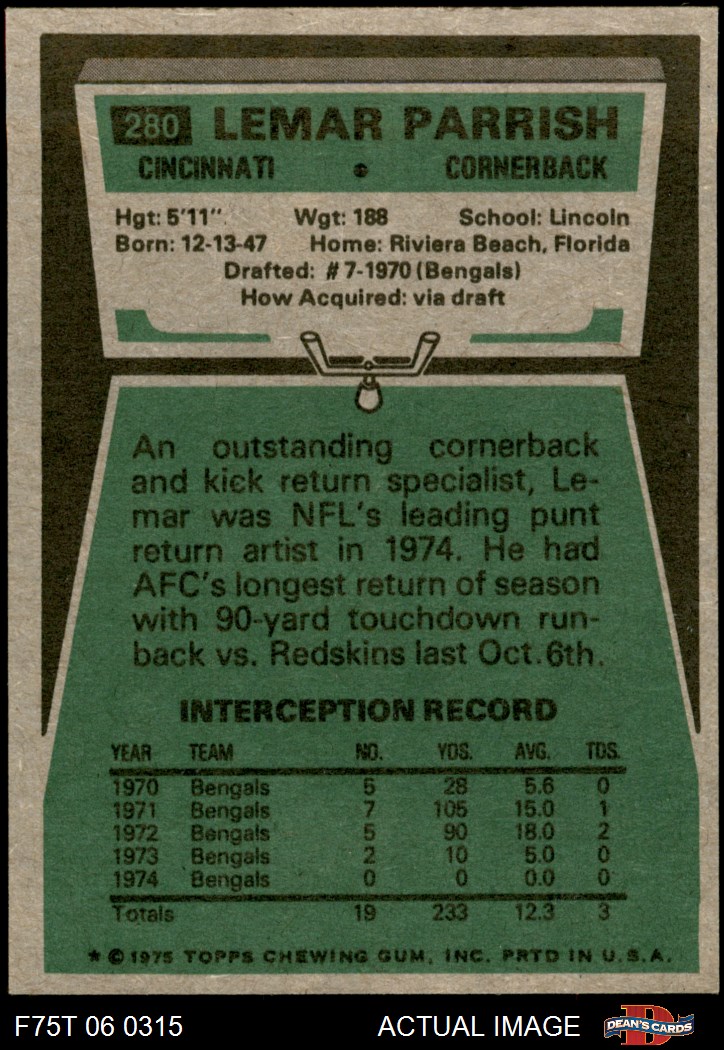 280 LEMAR PARRISH
CINCINNATI • CORNERBACK
Hgt: 5'11" Wgt: 188 School: Lincoln
Born: 12-13-47 Home: Riviera Beach, Florida
Drafted: #7-1970 (Bengals)
How Acquired: via draft
An outstanding cornerback
and kick return specialist, Le-
mar was NFL's leading punt
return artist in 1974. He had
AFC's longest return of season
with 90-yard touchdown run-
back vs. Redskins last Oct. 6th.
INTERCEPTION RECORD
YEAR TEAM NO. YDS. AVG. TDS.
1970 Bengals 5 28 5.6 0
1971 Bengals 7 105 15.0 1
1972 Bengals 5 90 18.0 2
1973 Bengals 2 10 5.0 0
1974 Bengals 0 0 0.0 0
Totals 19 233 12.3 3
* © 1975 TOPPS CHEWING GUM, INC. PRTD IN U.S.A.
F75T 06 0315 ACTUAL IMAGE D DEAN'S CARDS